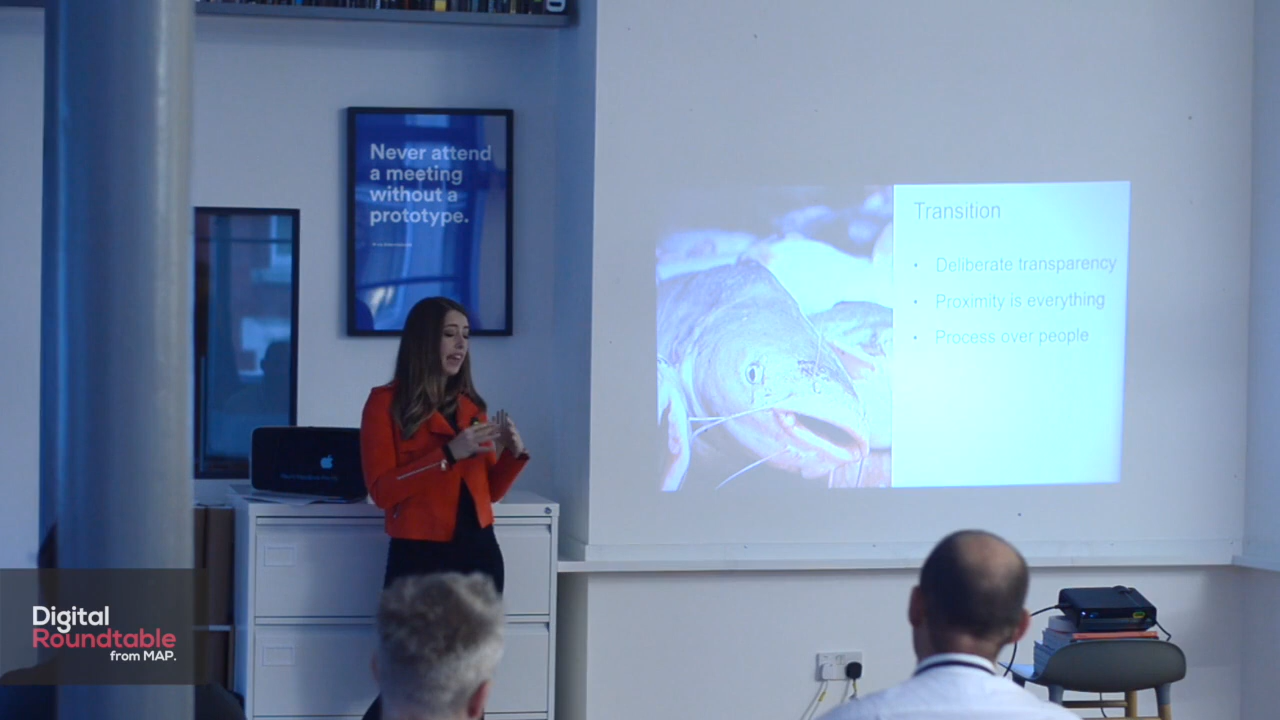 Never attend
a meeting
without a
prototype.
Transition
• Deliberate transparency
• Proximity is everything
• Process over people
Digital
Roundtable
from MAP.